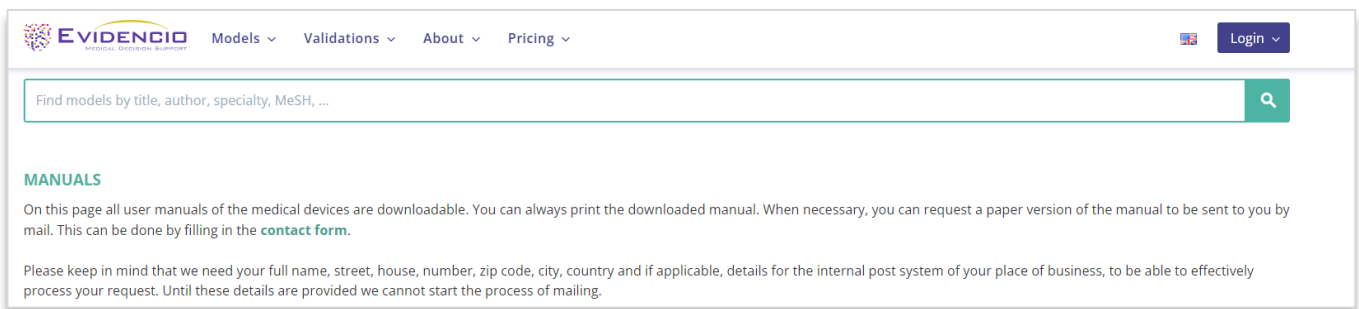 EVIDENCIO
MEDICAL DECISION SUPPORT
Models
Validations
About
Pricing
Login
Find models by title, author, specialty, MeSH, ...
MANUALS
On this page all user manuals of the medical devices are downloadable. You can always print the downloaded manual. When necessary, you can request a paper version of the manual to be sent to you by
mail. This can be done by filling in the contact form.
Please keep in mind that we need your full name, street, house, number, zip code, city, country and if applicable, details for the internal post system of your place of business, to be able to effectively
process your request. Until these details are provided we cannot start the process of mailing.